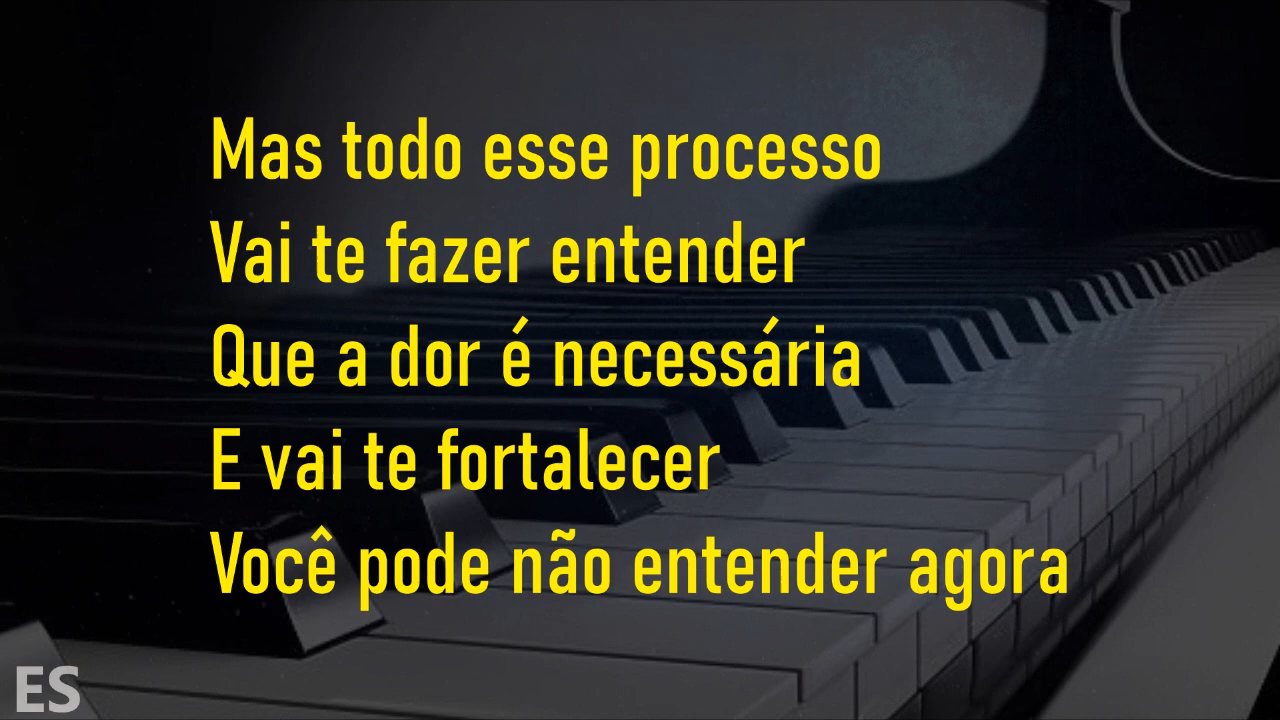 Mas todo esse processo
Vai te fazer entender
Que a dor é necessária
E vai te fortalecer
Você pode não entender agora
ES